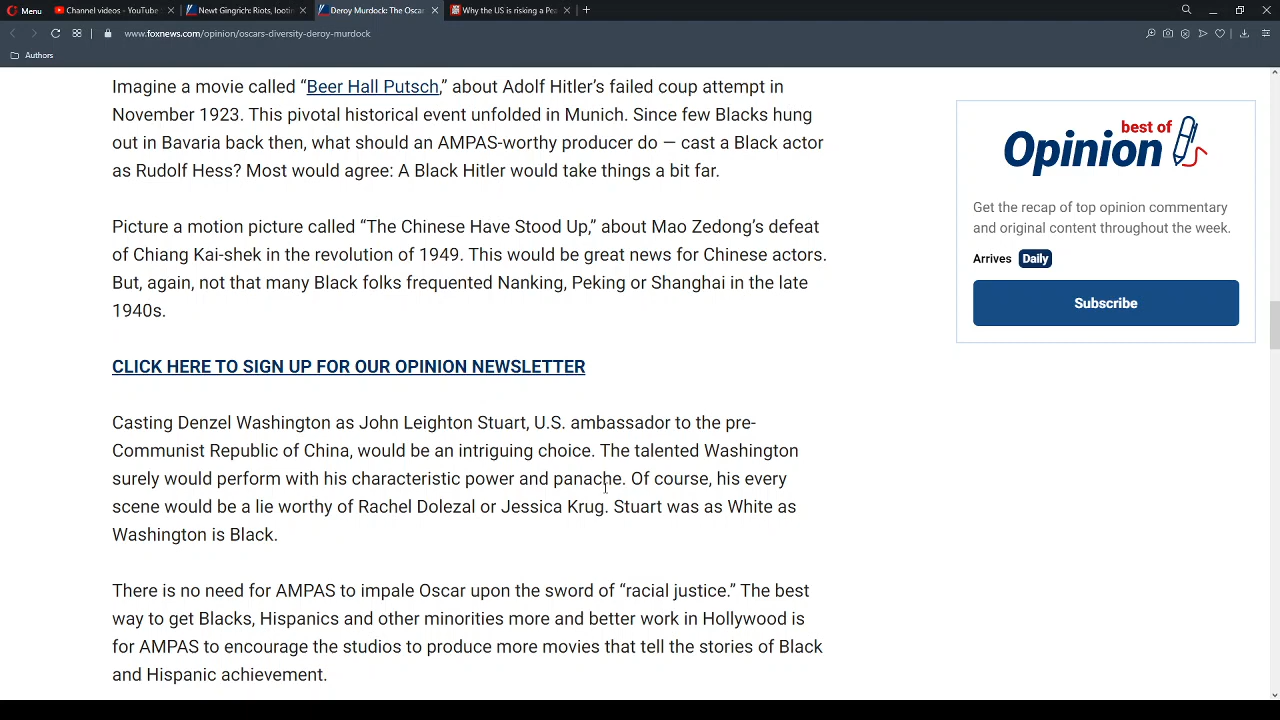 Menu
Channel videos - YouTube
Newt Gingrich: Riots, looti
Deroy Murdock: The Osca
Why the US is risking a Pea
www.foxnews.com/opinion/oscars-diversity-deroy-murdock
Authors
Imagine a movie called “Beer Hall Putsch,” about Adolf Hitler’s failed coup attempt in
November 1923. This pivotal historical event unfolded in Munich. Since few Blacks hung
out in Bavaria back then, what should an AMPAS-worthy producer do — cast a Black actor
as Rudolf Hess? Most would agree: A Black Hitler would take things a bit far.
Picture a motion picture called “The Chinese Have Stood Up,” about Mao Zedong’s defeat
of Chiang Kai-shek in the revolution of 1949. This would be great news for Chinese actors.
But, again, not that many Black folks frequented Nanking, Peking or Shanghai in the late
1940s.
CLICK HERE TO SIGN UP FOR OUR OPINION NEWSLETTER
Casting Denzel Washington as John Leighton Stuart, U.S. ambassador to the pre-
Communist Republic of China, would be an intriguing choice. The talented Washington
surely would perform with his characteristic power and panache. Of course, his every
scene would be a lie worthy of Rachel Dolezal or Jessica Krug. Stuart was as White as
Washington is Black.
There is no need for AMPAS to impale Oscar upon the sword of “racial justice.” The best
way to get Blacks, Hispanics and other minorities more and better work in Hollywood is
for AMPAS to encourage the studios to produce more movies that tell the stories of Black
and Hispanic achievement.
best of
Opinion
Get the recap of top opinion commentary
and original content throughout the week.
Arrives Daily
Subscribe